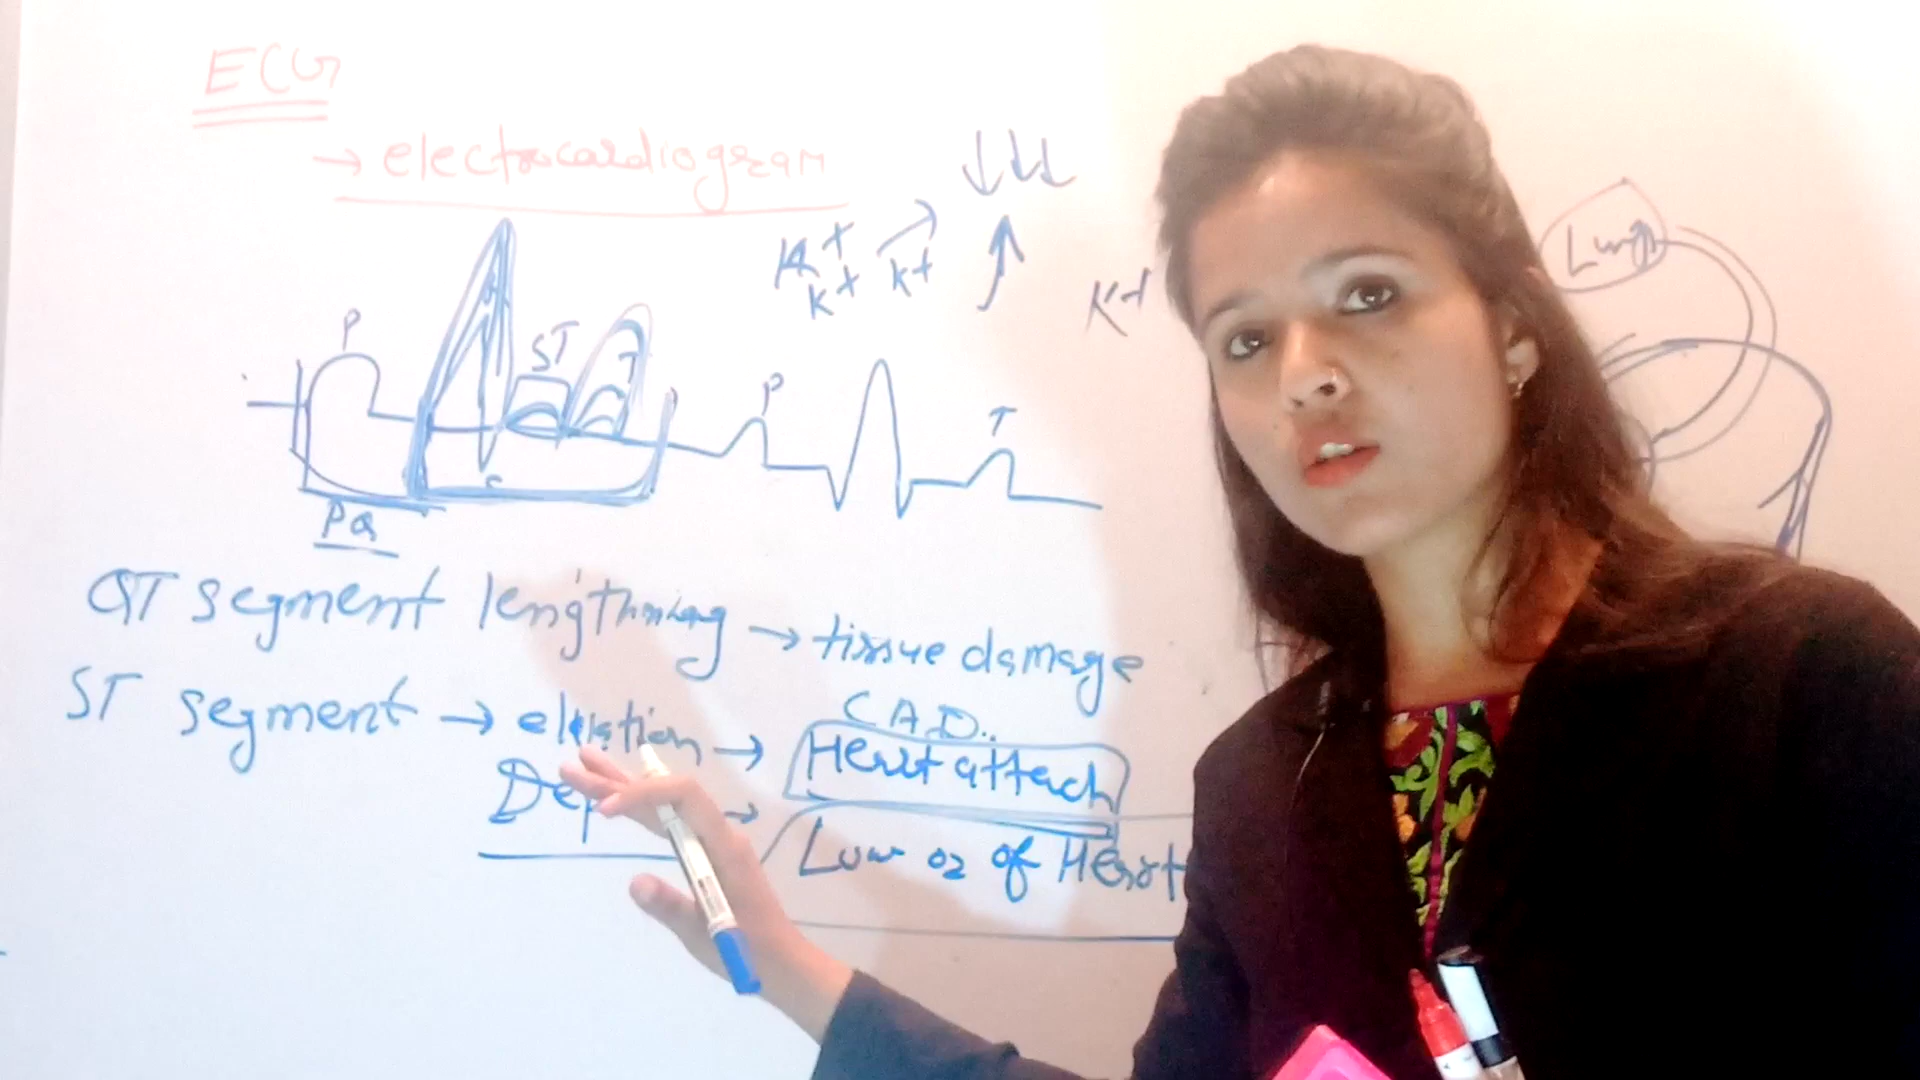 ECG
→ electrocardiogram
↓↓↓
K+ → ↑
K+ K+ K+
Lungs
P ST T P T
S
PQ
QT segment lengthning → tissue damage
C.A.D..
ST segment → elevation → Heart attack
Dep →
Low O2 of Heart